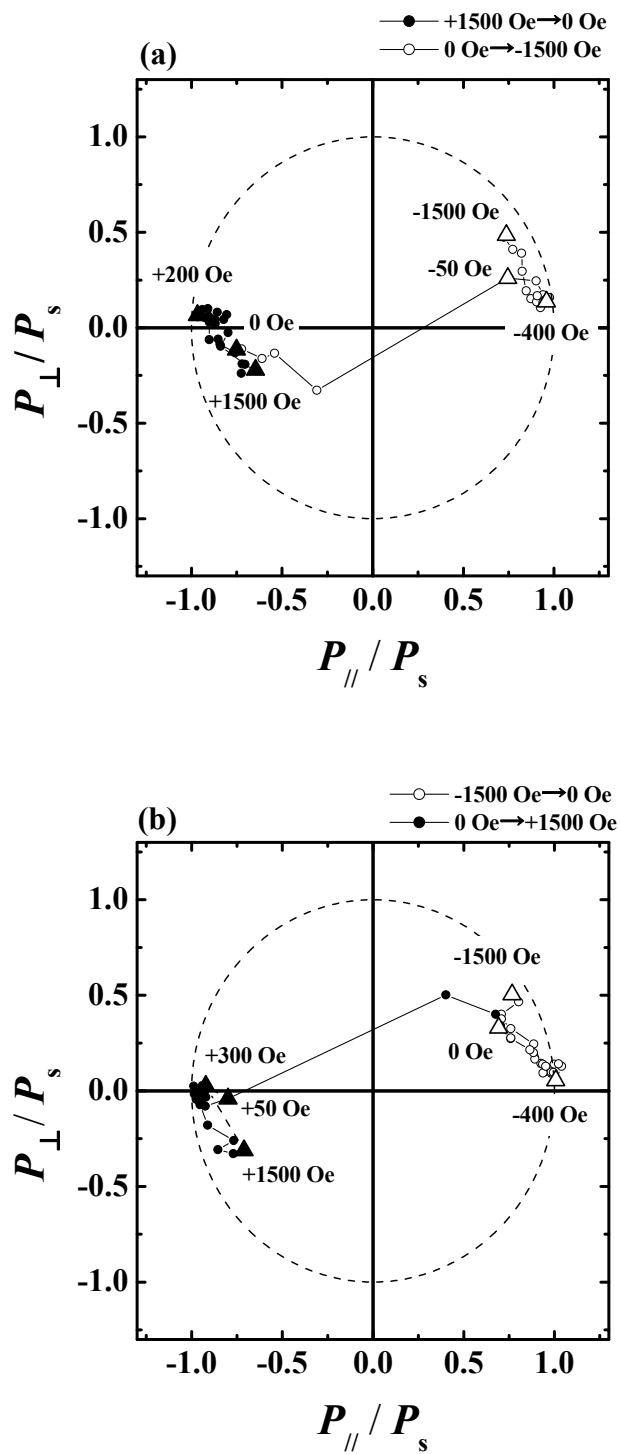 +1500 Oe→0 Oe
0 Oe→-1500 Oe
(a)
1.0
0.5
0.0
-0.5
-1.0
-1500 Oe
-50 Oe
+200 Oe
0 Oe
-400 Oe
+1500 Oe
-1.0 -0.5 0.0 0.5 1.0
P⊥ / Ps
P// / Ps
-1500 Oe→0 Oe
0 Oe→+1500 Oe
(b)
1.0
0.5
0.0
-0.5
-1.0
-1500 Oe
+300 Oe
0 Oe
+50 Oe
-400 Oe
+1500 Oe
-1.0 -0.5 0.0 0.5 1.0
P⊥ / Ps
P// / Ps